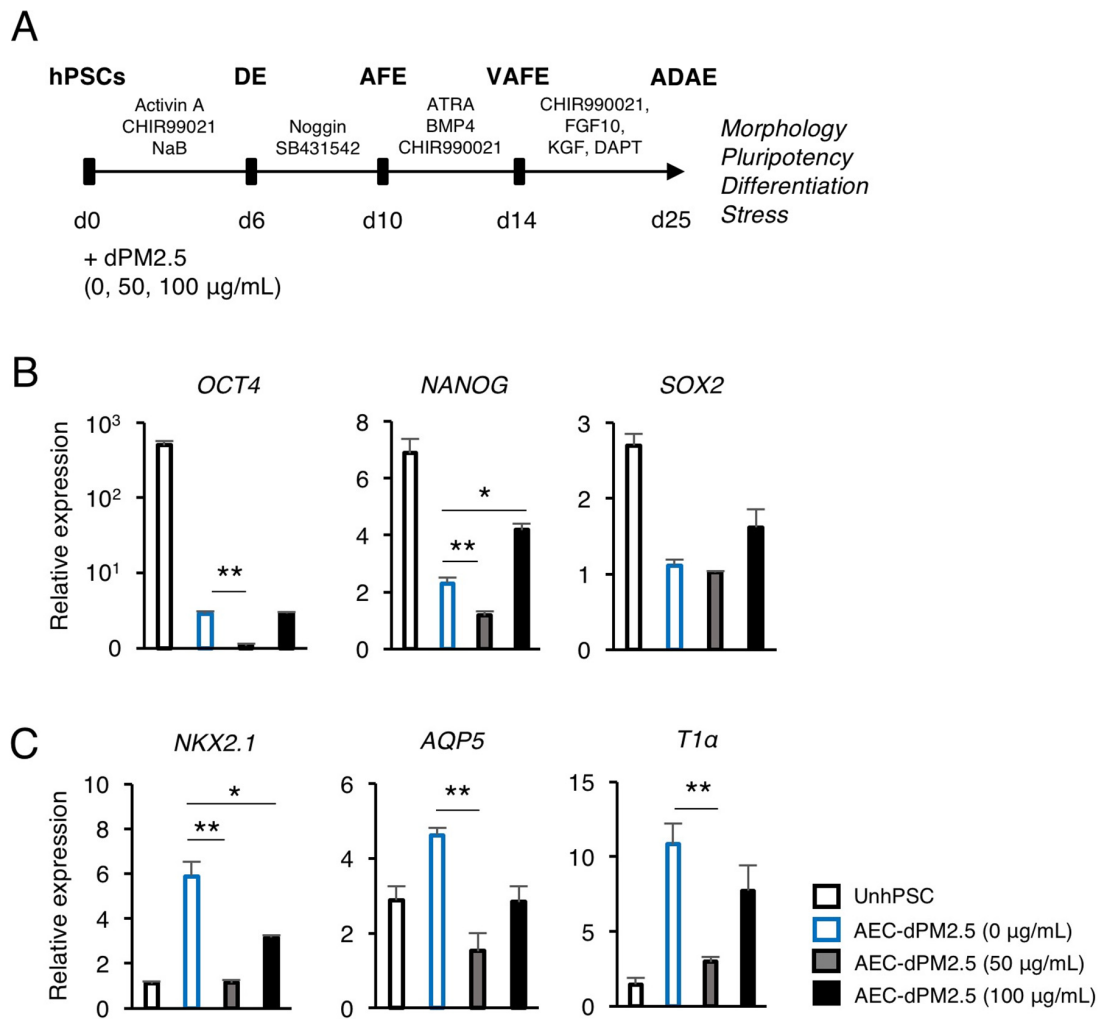 A
hPSCs DE AFE VAFE ADAE
Activin A
CHIR99021
NaB
Noggin
SB431542
ATRA
BMP4
CHIR990021
CHIR990021,
FGF10,
KGF, DAPT
Morphology
Pluripotency
Differentiation
Stress
d0 d6 d10 d14 d25
+ dPM2.5
(0, 50, 100 µg/mL)
B
Relative expression
OCT4
10³
10²
10¹
0
**
NANOG
8
6
4
2
0
*
**
SOX2
3
2
1
0
C
Relative expression
NKX2.1
10
8
6
4
2
0
*
**
AQP5
6
4
2
0
**
T1α
15
10
5
0
**
UnhPSC
AEC-dPM2.5 (0 µg/mL)
AEC-dPM2.5 (50 µg/mL)
AEC-dPM2.5 (100 µg/mL)